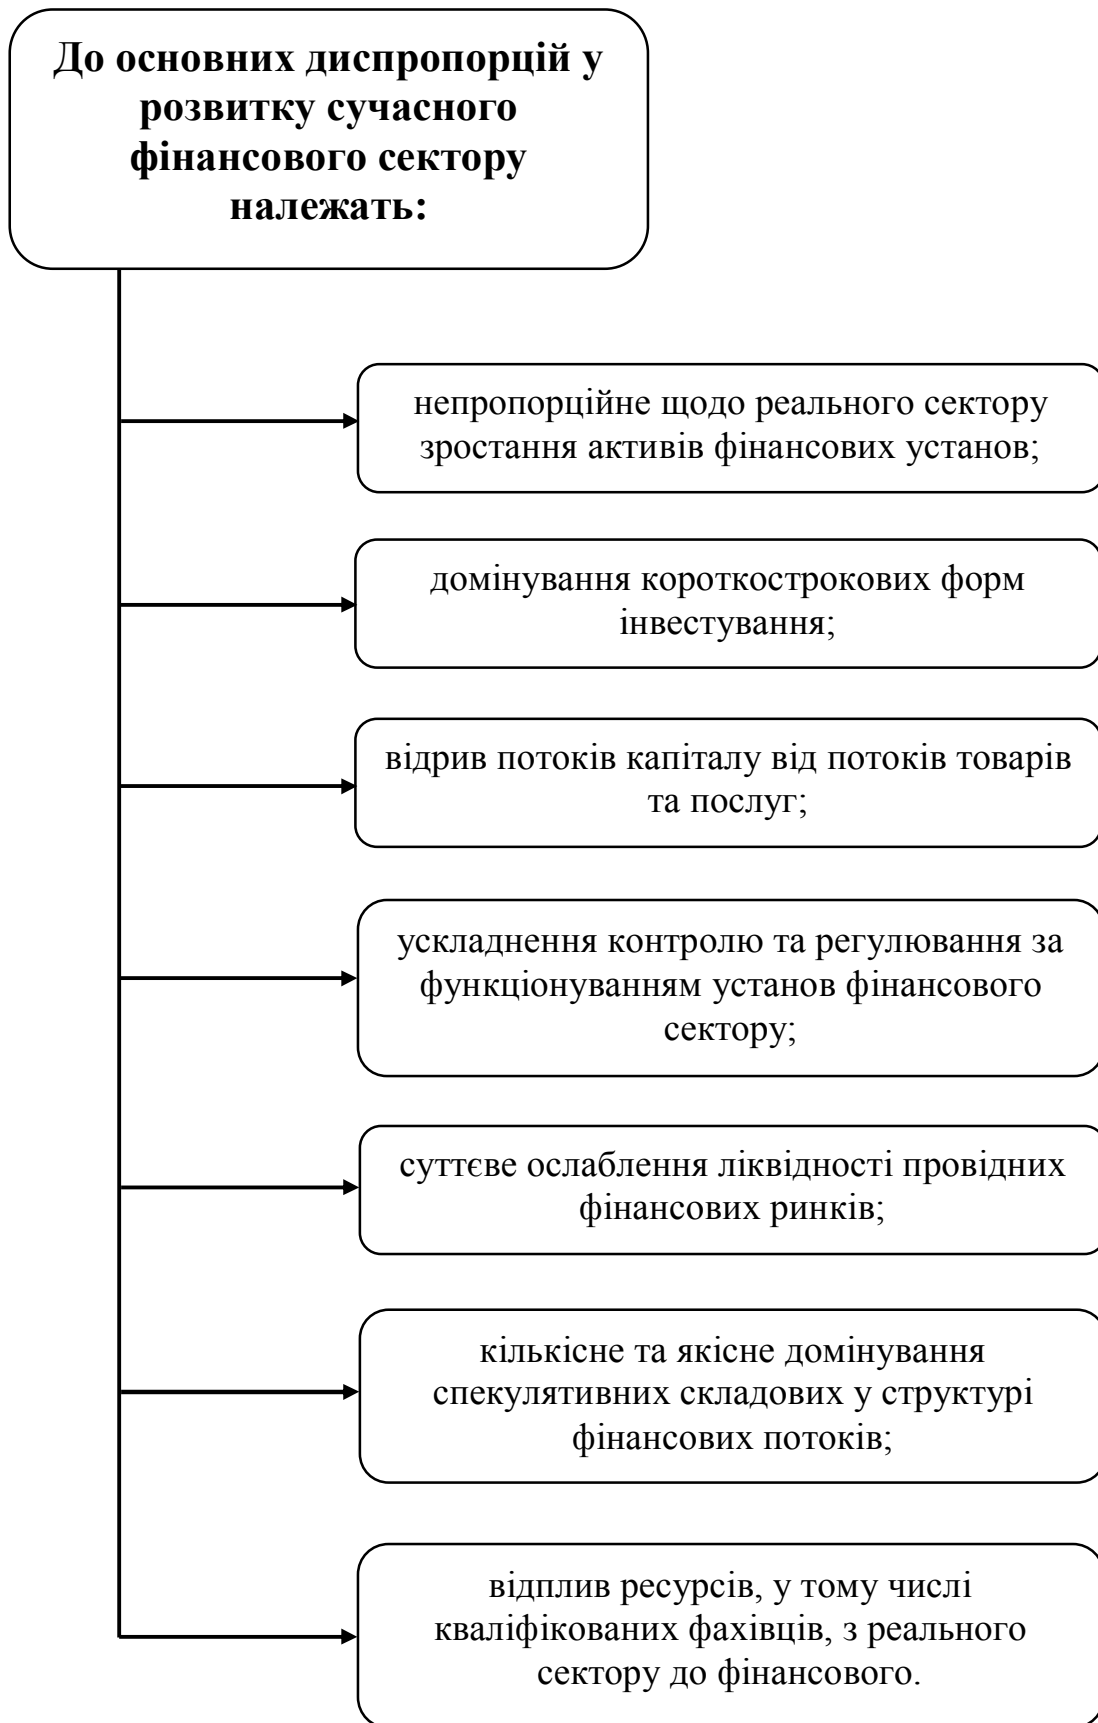 До основних диспропорцій у
розвитку сучасного
фінансового сектору
належать:
непропорційне щодо реального сектору
зростання активів фінансових установ;
домінування короткострокових форм
інвестування;
відрив потоків капіталу від потоків товарів
та послуг;
ускладнення контролю та регулювання за
функціонуванням установ фінансового
сектору;
суттєве ослаблення ліквідності провідних
фінансових ринків;
кількісне та якісне домінування
спекулятивних складових у структурі
фінансових потоків;
відплив ресурсів, у тому числі
кваліфікованих фахівців, з реального
сектору до фінансового.